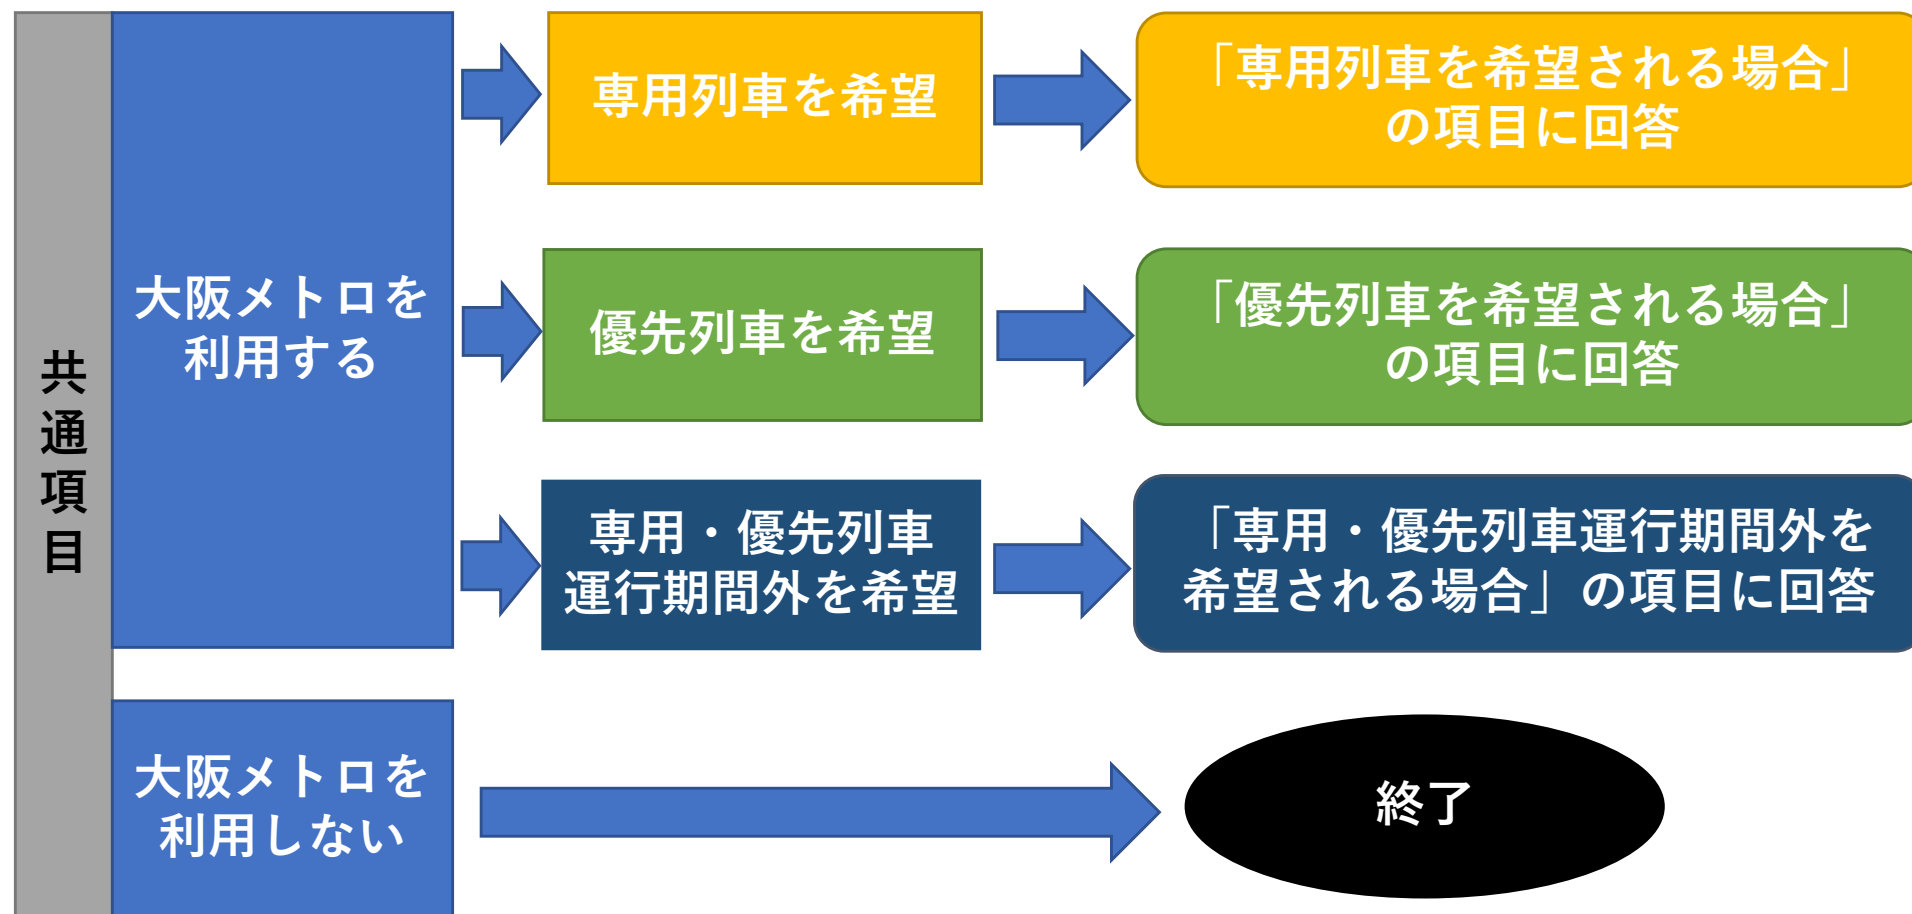 共通項目
大阪メトロを
利用する
専用列車を希望
「専用列車を希望される場合」
の項目に回答
優先列車を希望
「優先列車を希望される場合」
の項目に回答
専用・優先列車
運行期間外を希望
「専用・優先列車運行期間外を
希望される場合」の項目に回答
大阪メトロを
利用しない
終了